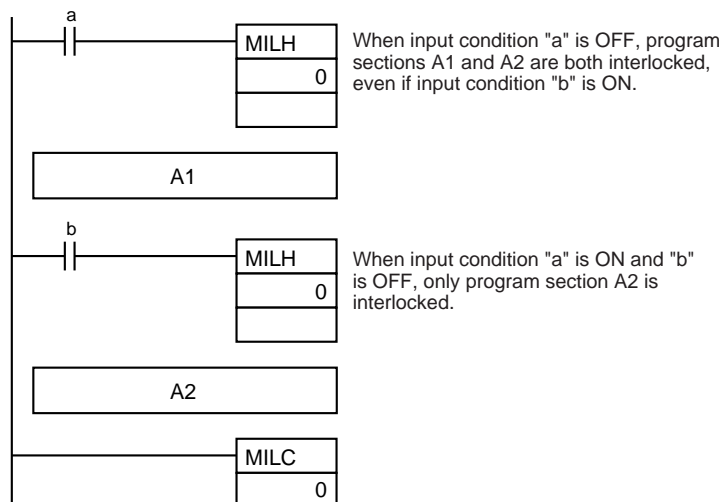 a
MILH
When input condition "a" is OFF, program
sections A1 and A2 are both interlocked,
even if input condition "b" is ON.
0
A1
b
MILH
When input condition "a" is ON and "b"
is OFF, only program section A2 is
interlocked.
0
A2
MILC
0